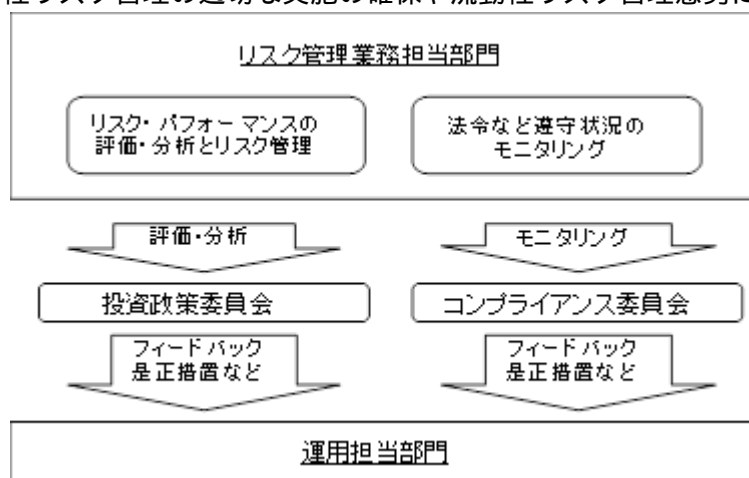 リスク管理業務担当部門
リスク・パフォーマンスの
評価・分析とリスク管理
法令など遵守状況の
モニタリング
評価・分析
モニタリング
投資政策委員会
コンプライアンス委員会
フィードバック
是正措置など
フィードバック
是正措置など
運用担当部門